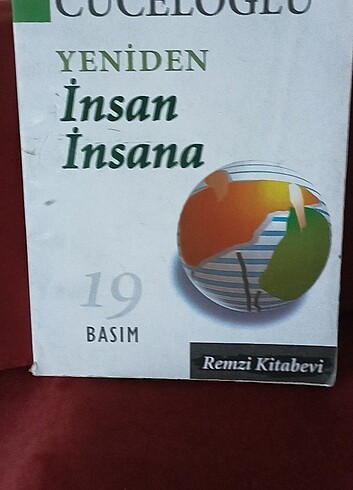 CÜCELOĞLU
YENİDEN
İnsan
İnsana
19
BASIM
Remzi Kitabevi